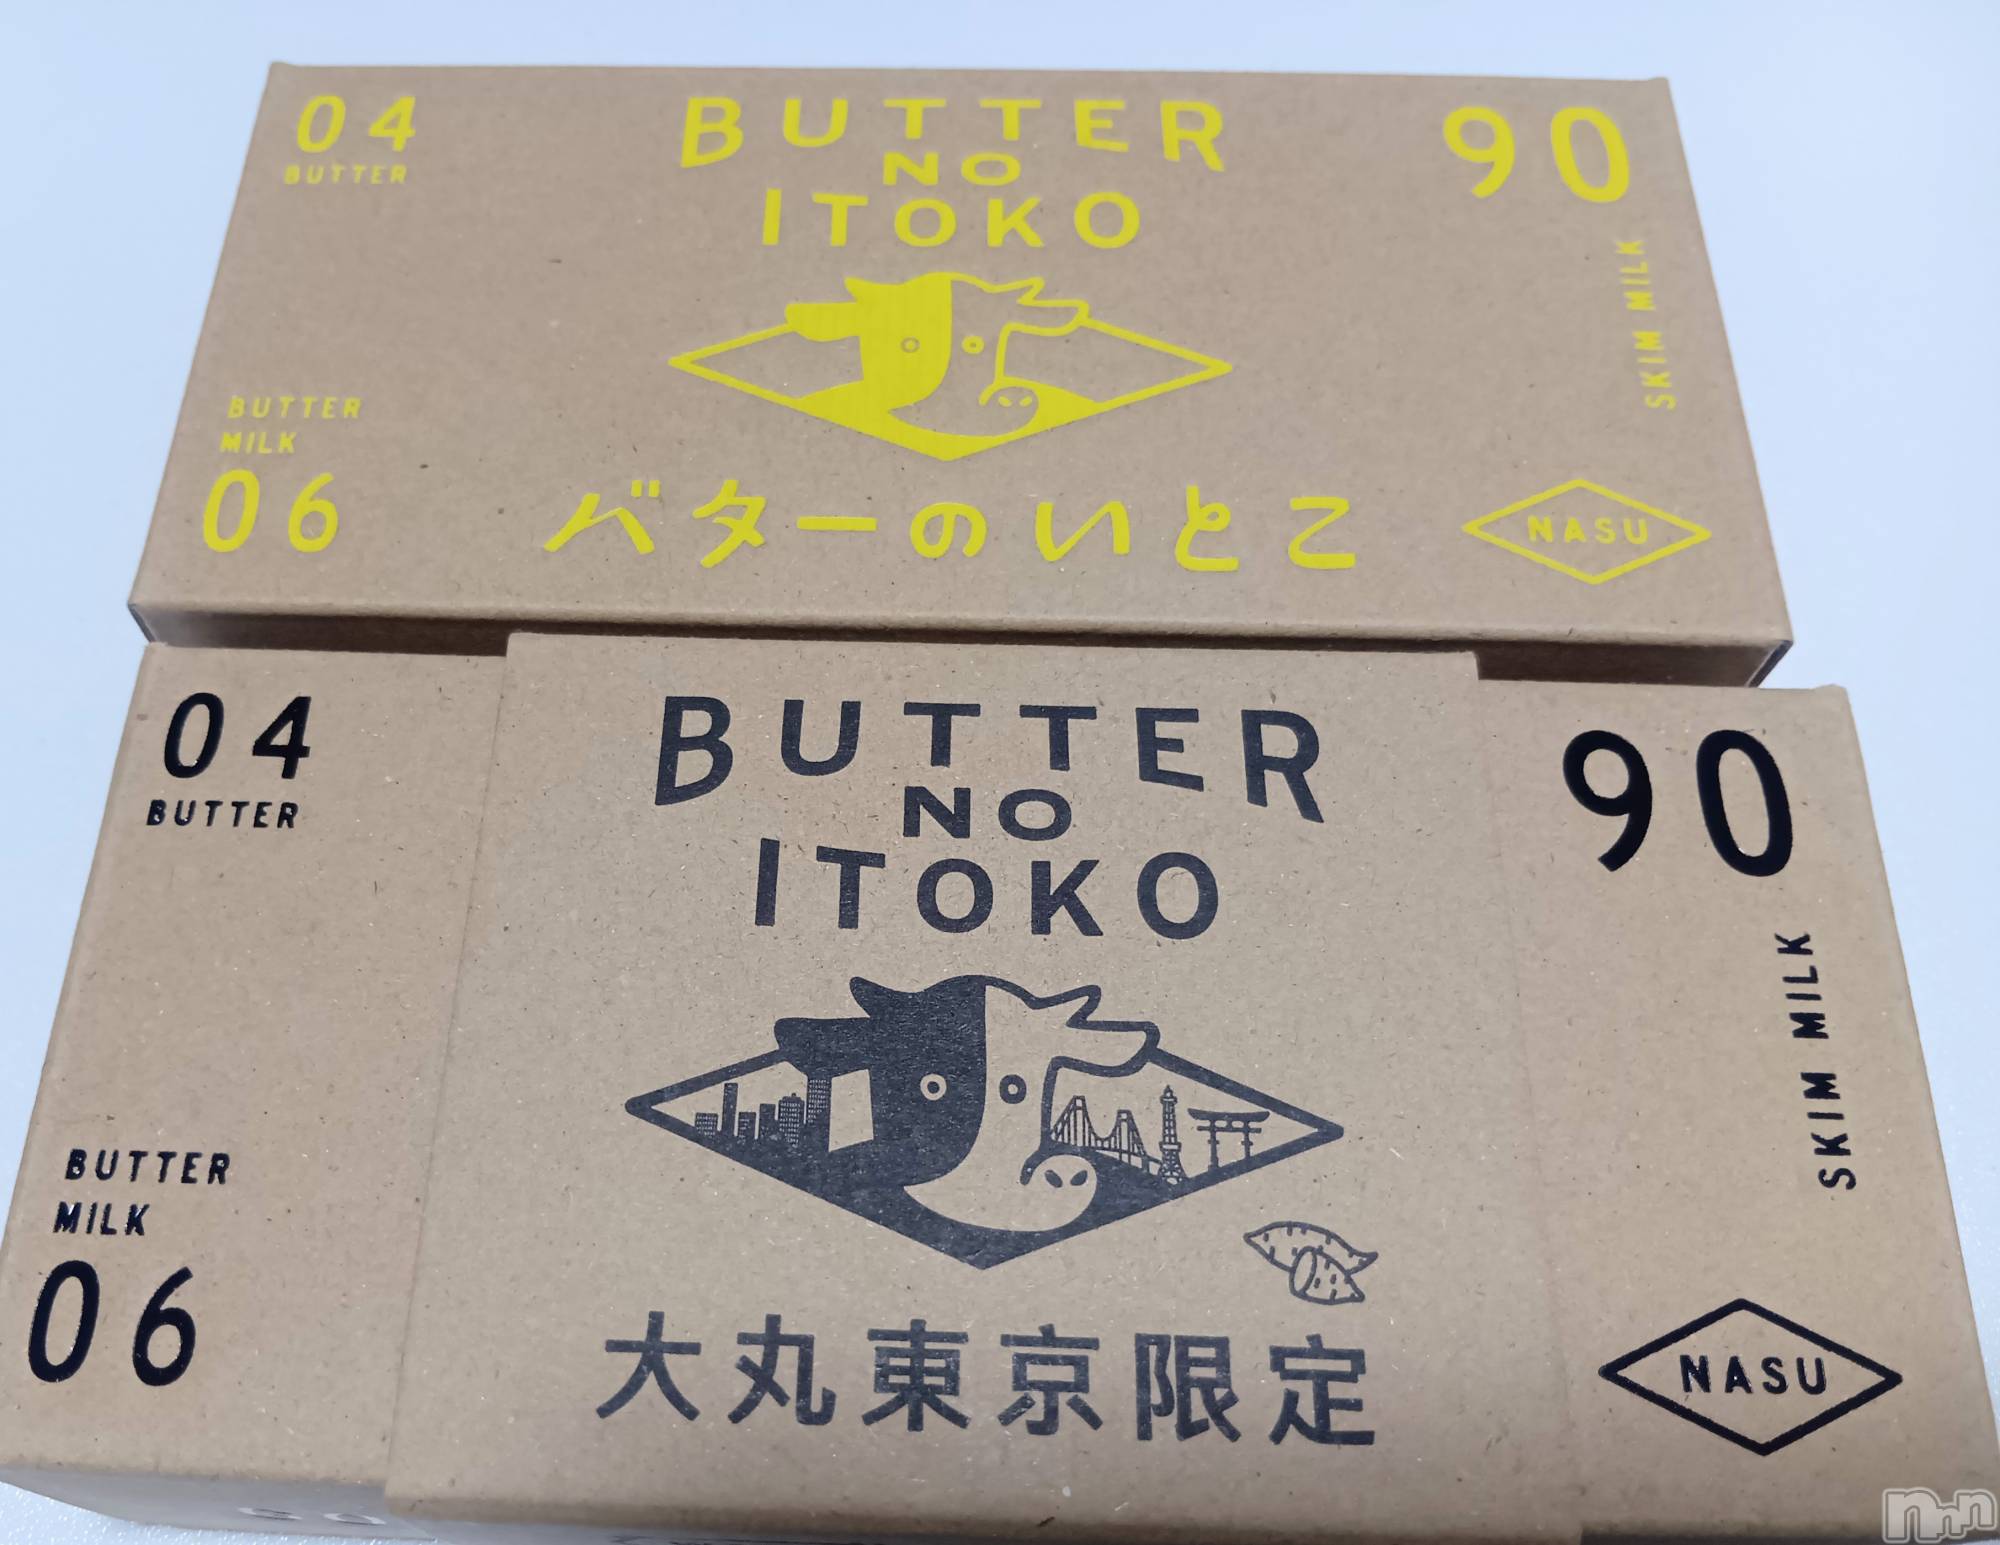 04
BUTTER
BUTTER
NO
ITOKO
90
SKIM MILK
BUTTER
MILK
06
バターのいとこ
NASU
04
BUTTER
BUTTER
NO
ITOKO
90
SKIM MILK
BUTTER
MILK
06
大丸東京限定
NASU